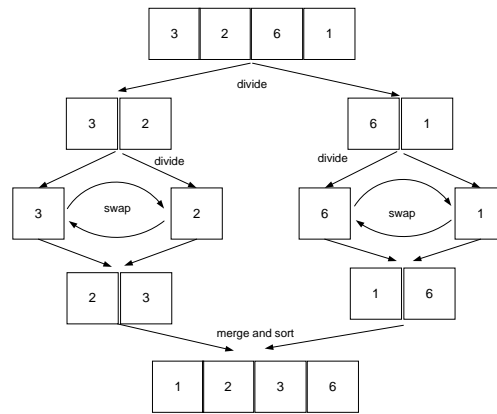 3 2 6 1
divide
3 2 6 1
divide divide
3 swap 2 6 swap 1
2 3 1 6
merge and sort
1 2 3 6